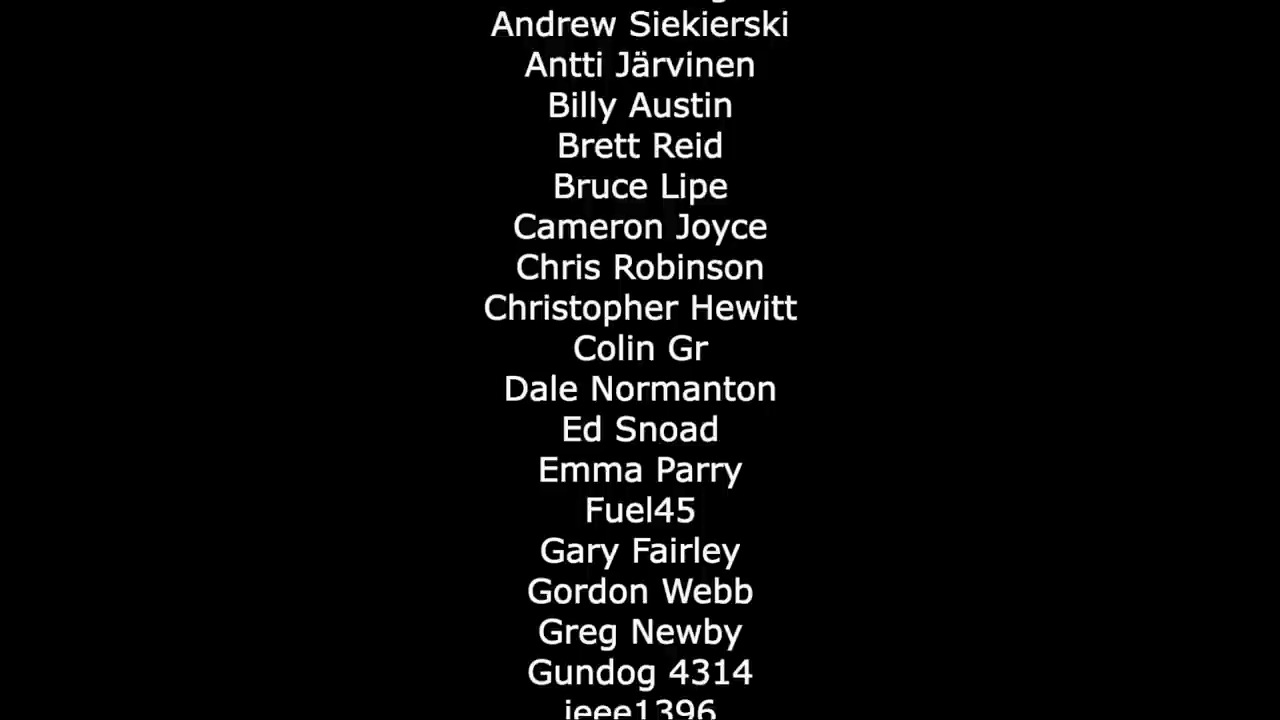 Andrew Siekierski
Antti Järvinen
Billy Austin
Brett Reid
Bruce Lipe
Cameron Joyce
Chris Robinson
Christopher Hewitt
Colin Gr
Dale Normanton
Ed Snoad
Emma Parry
Fuel45
Gary Fairley
Gordon Webb
Greg Newby
Gundog 4314
ieee1396